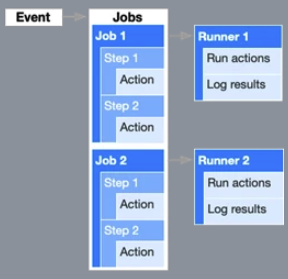 Event
Jobs
Job 1
Step 1
Action
Step 2
Action
Runner 1
Run actions
Log results
Job 2
Step 1
Action
Step 2
Action
Runner 2
Run actions
Log results